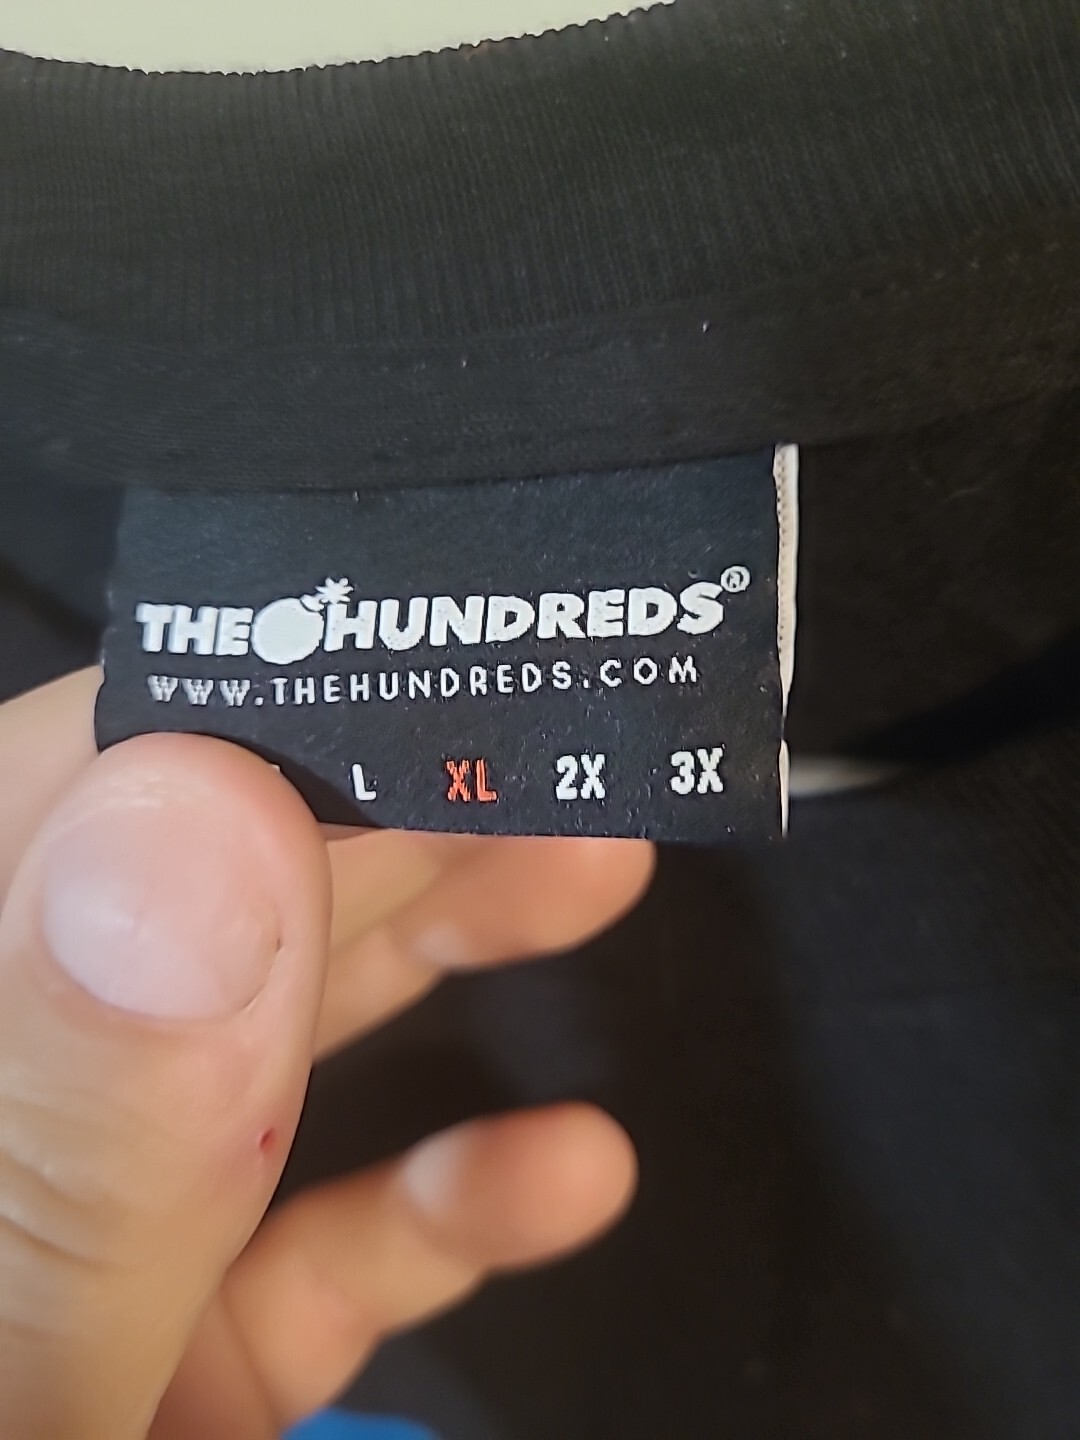 THE HUNDREDS®
WWW.THEHUNDREDS.COM
L XL 2X 3X